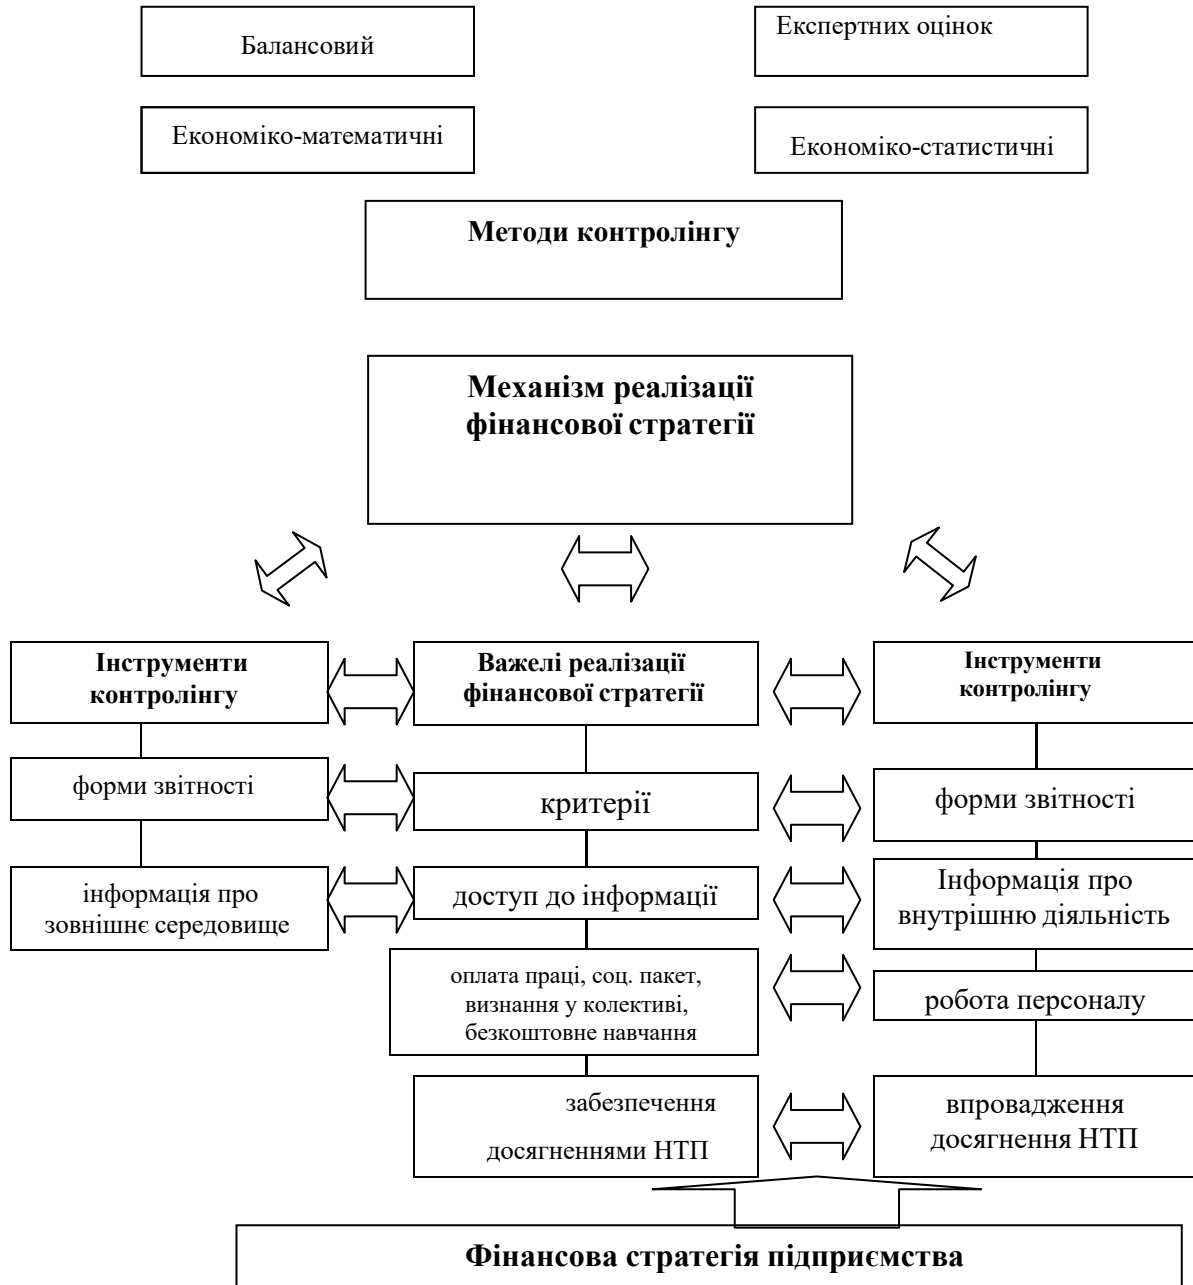 Балансовий
Експертних оцінок
Економіко-математичні
Економіко-статистичні
Методи контролінгу
Механізм реалізації
фінансової стратегії
Інструменти
контролінгу
Важелі реалізації
фінансової стратегії
Інструменти
контролінгу
форми звітності
критерії
форми звітності
інформація про
зовнішнє середовище
доступ до інформації
Інформація про
внутрішню діяльність
оплата праці, соц. пакет,
визнання у колективі,
безкоштовне навчання
робота персоналу
забезпечення
досягненнями НТП
впровадження
досягнення НТП
Фінансова стратегія підприємства